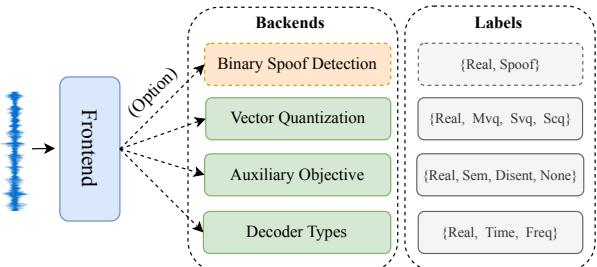 Backends
Labels
Frontend
(Option)
Binary Spoof Detection
{Real, Spoof}
Vector Quantization
{Real, Mvq, Svq, Scq}
Auxiliary Objective
{Real, Sem, Disent, None}
Decoder Types
{Real, Time, Freq}